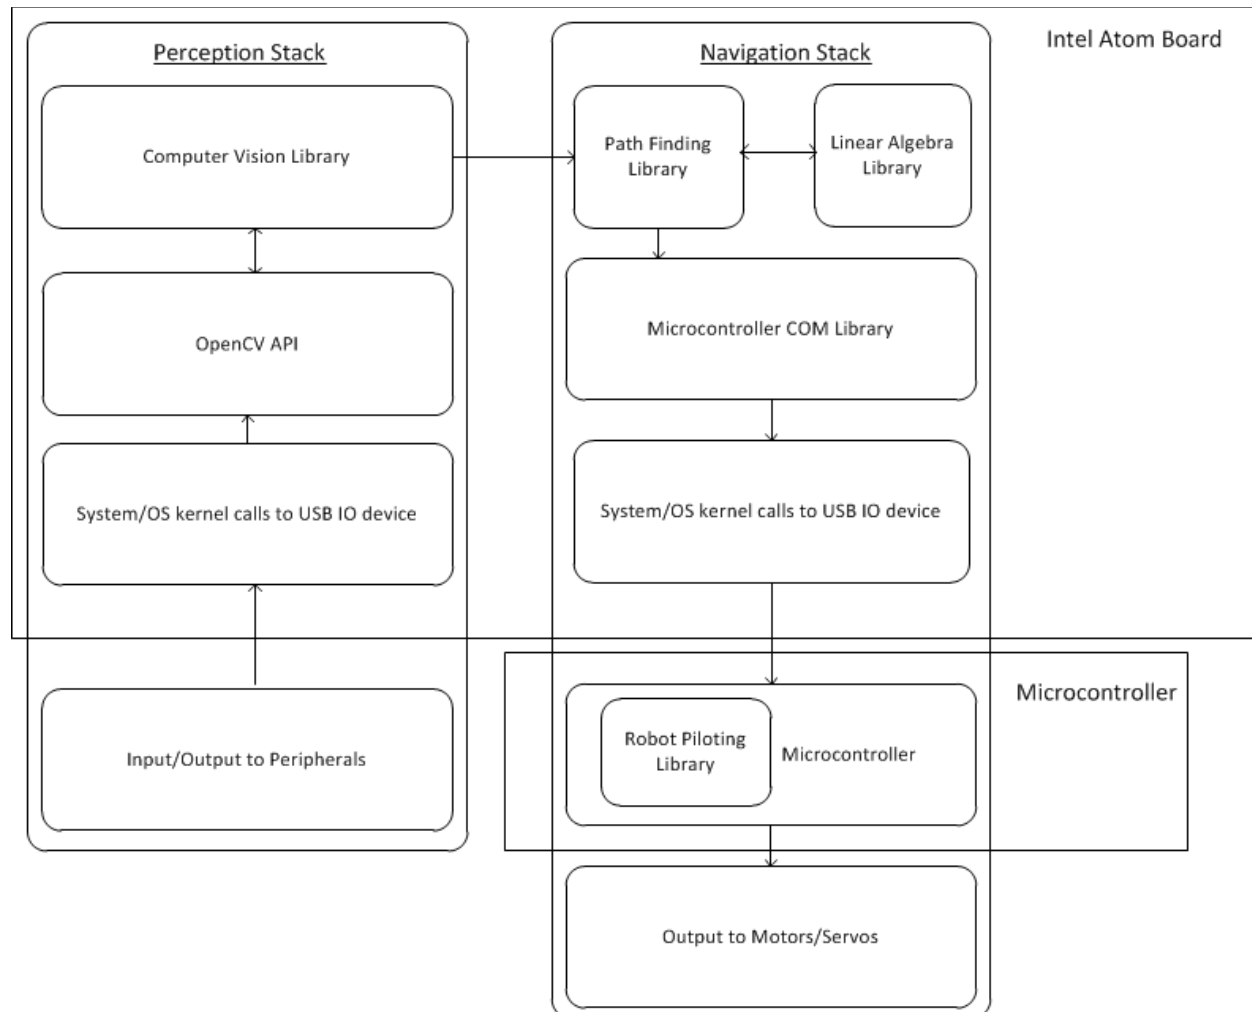 Intel Atom Board
Perception Stack
Computer Vision Library
OpenCV API
System/OS kernel calls to USB IO device
Input/Output to Peripherals
Navigation Stack
Path Finding
Library
Linear Algebra
Library
Microcontroller COM Library
System/OS kernel calls to USB IO device
Microcontroller
Robot Piloting
Library
Microcontroller
Output to Motors/Servos